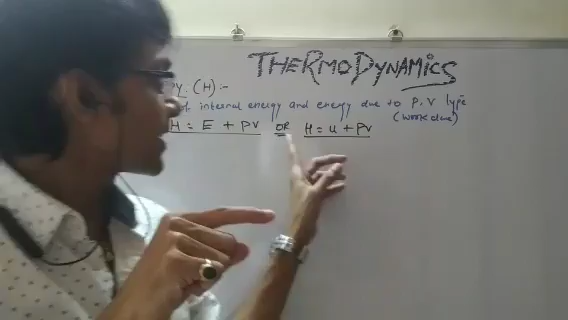 THERMODYNAMICS
PY (H) :-
internal energy and energy due to P.V type
(work done)
H = E + PV OR H = U + PV